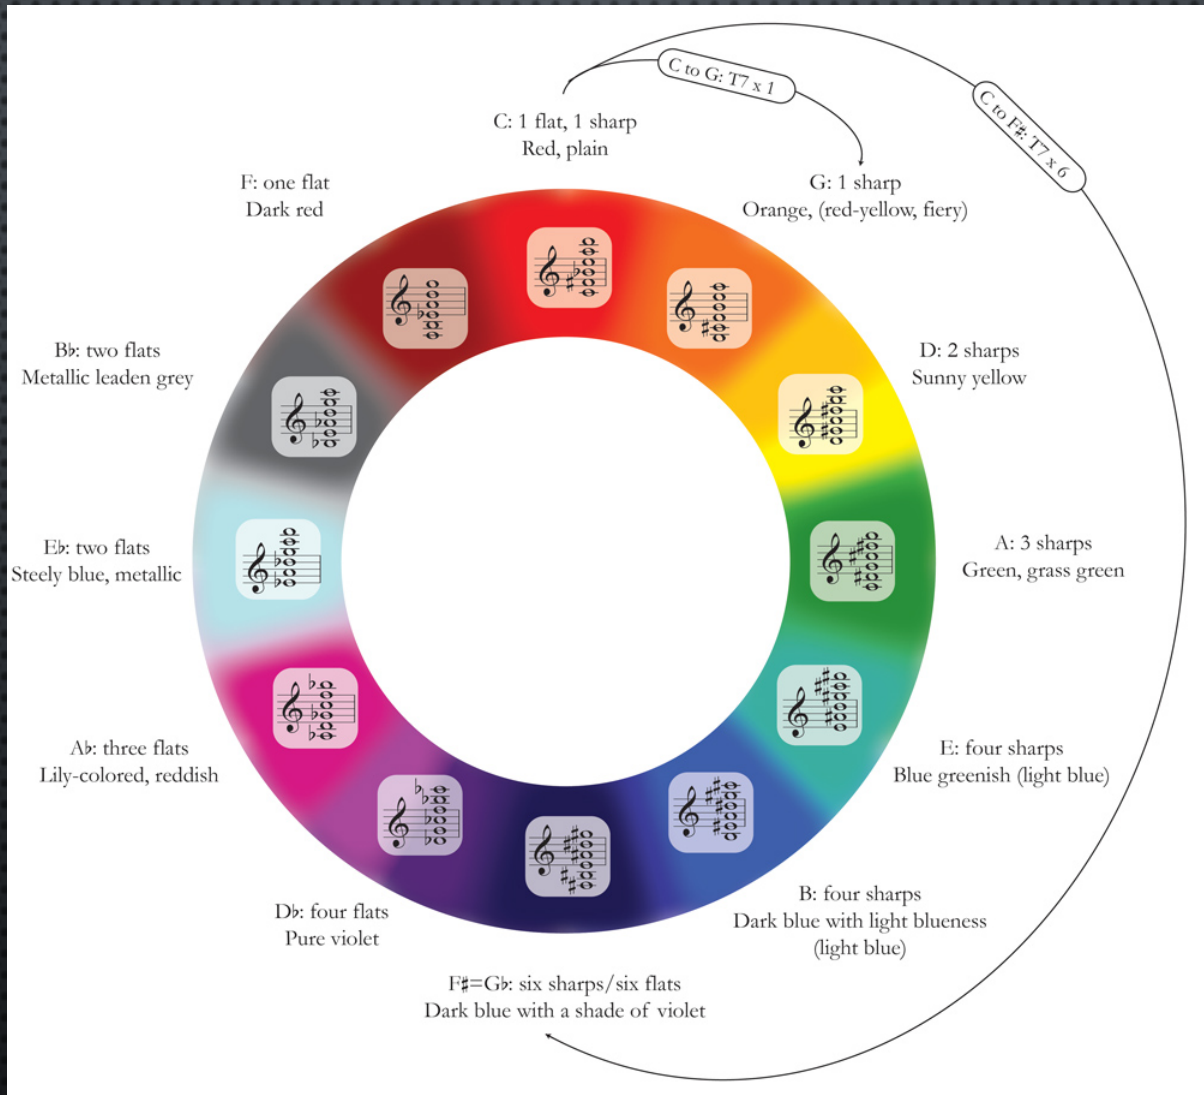 C to G: T7 x 1
C to F♯: T7 x 6
C: 1 flat, 1 sharp
Red, plain
G: 1 sharp
Orange, (red-yellow, fiery)
D: 2 sharps
Sunny yellow
A: 3 sharps
Green, grass green
E: four sharps
Blue greenish (light blue)
B: four sharps
Dark blue with light blueness
(light blue)
F♯=G♭: six sharps/six flats
Dark blue with a shade of violet
D♭: four flats
Pure violet
A♭: three flats
Lily-colored, reddish
E♭: two flats
Steely blue, metallic
B♭: two flats
Metallic leaden grey
F: one flat
Dark red